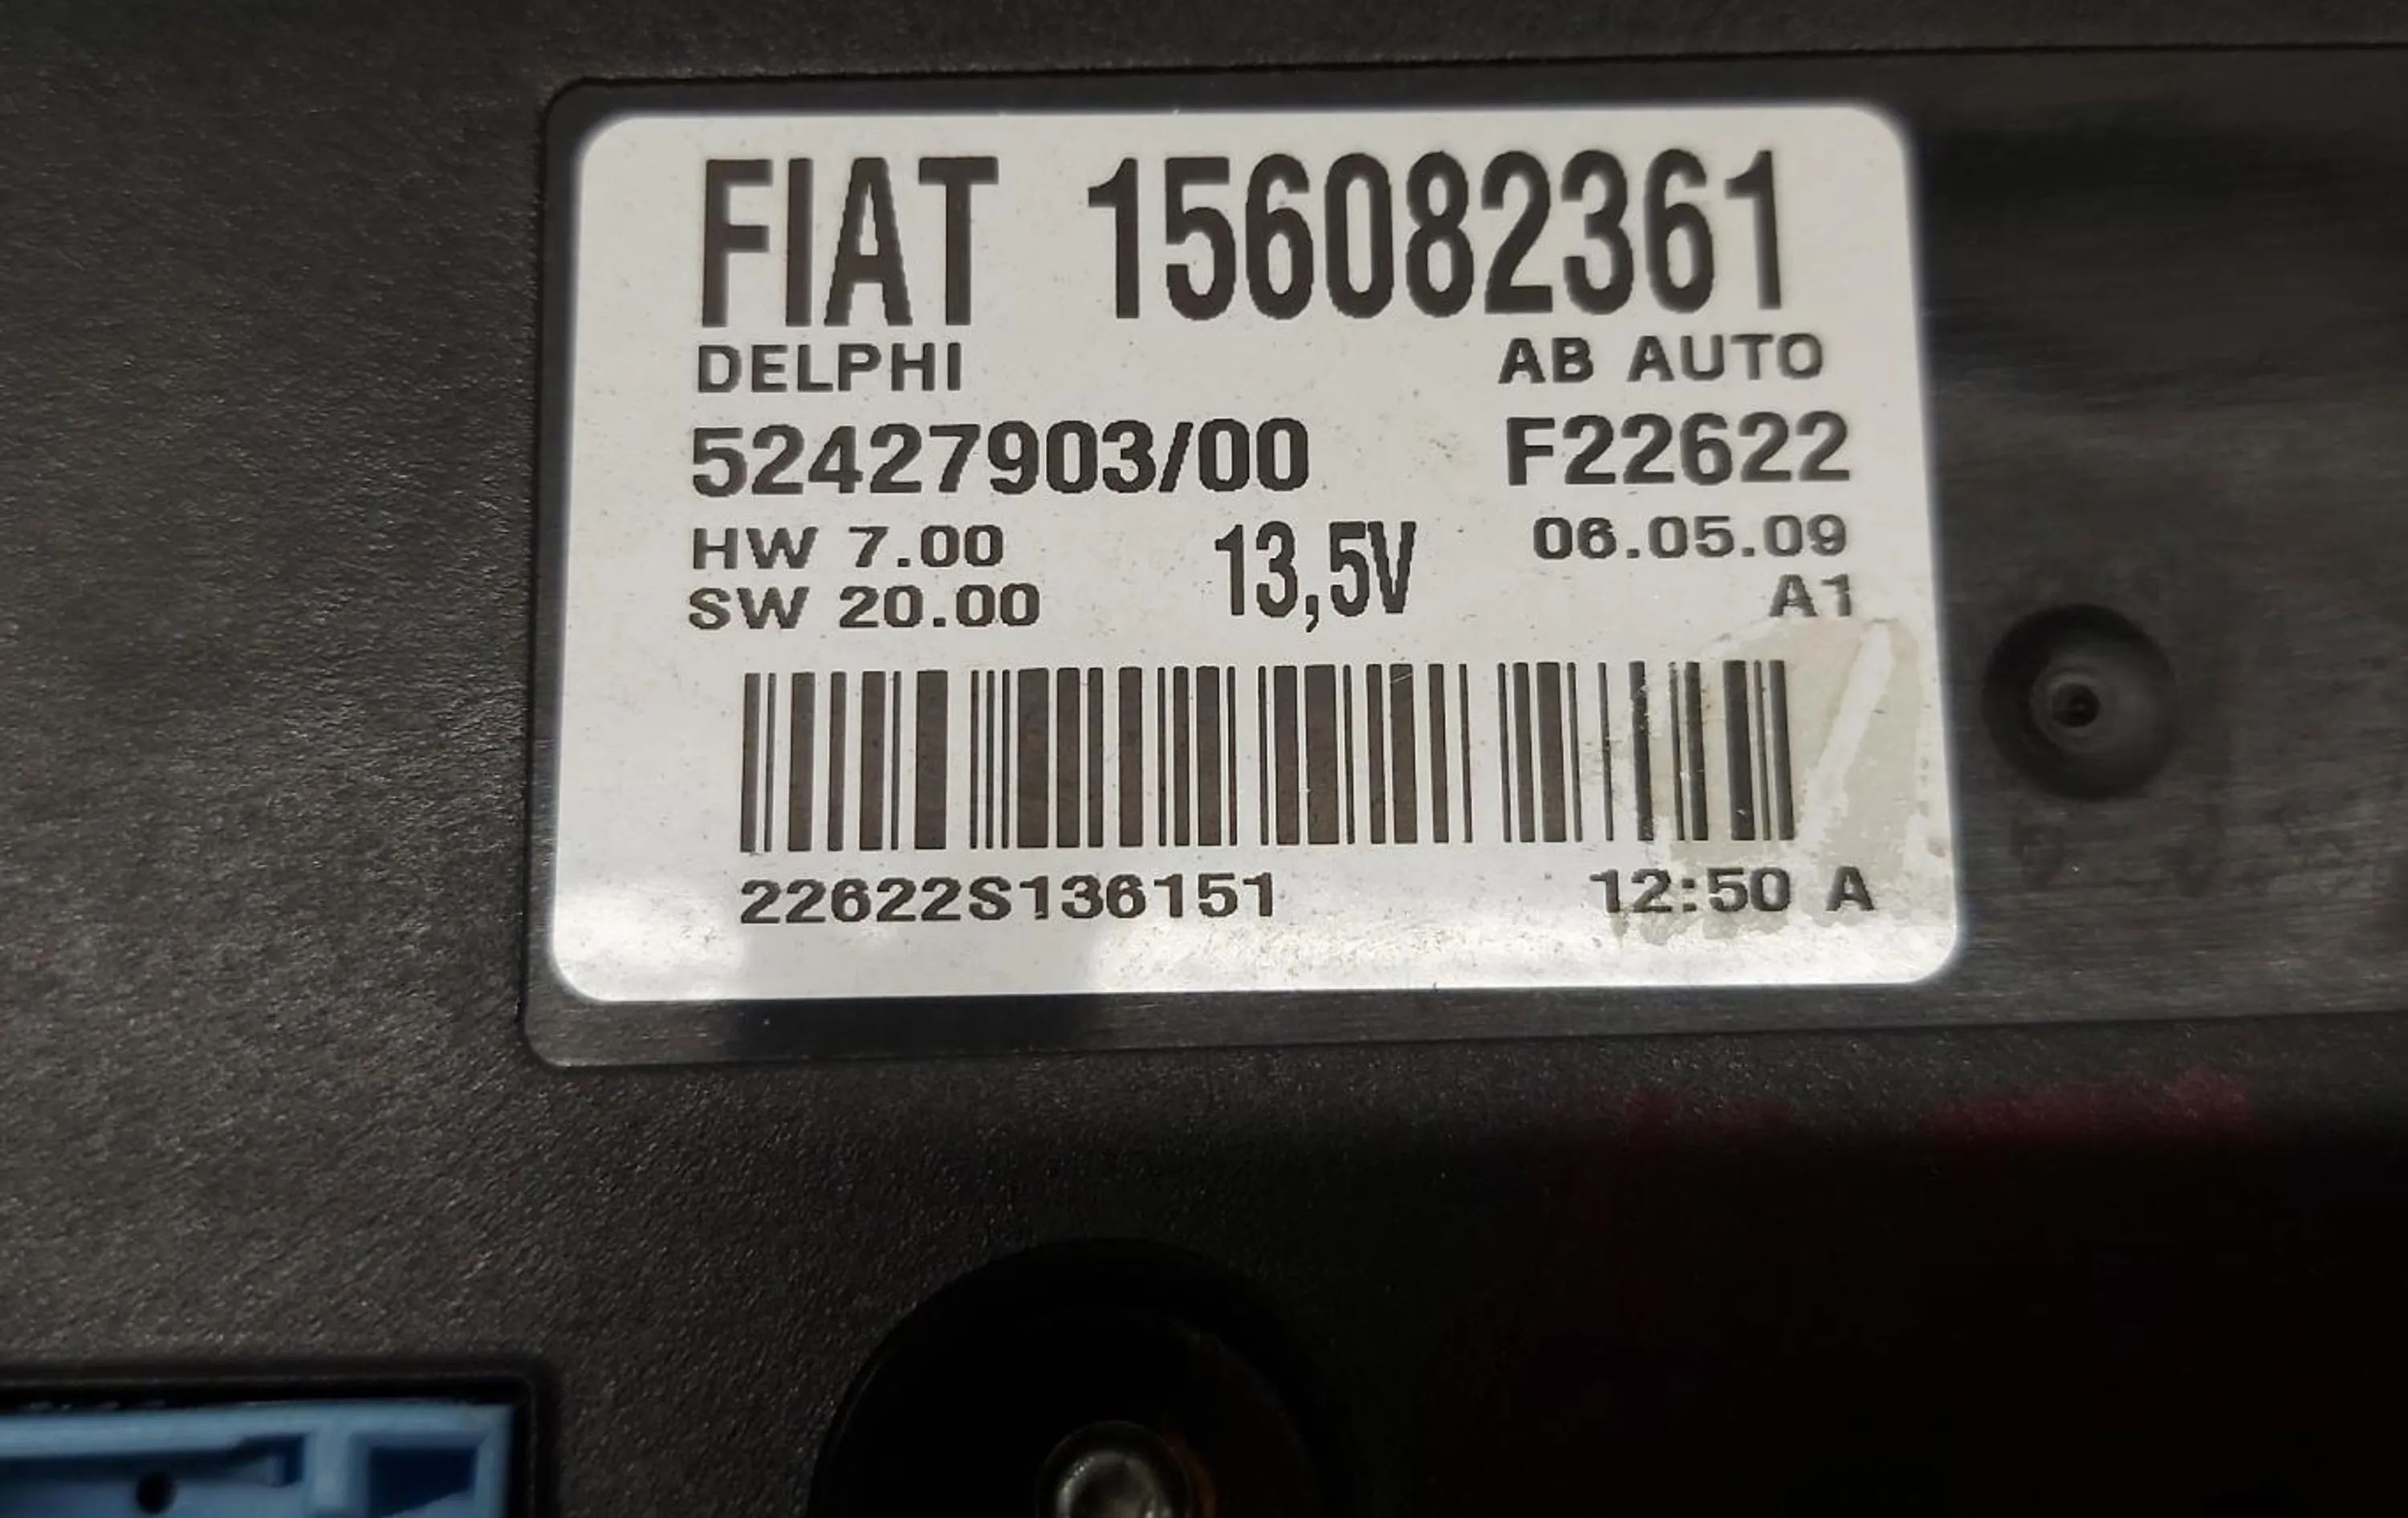 FIAT 156082361
DELPHI AB AUTO
52427903/00 F22622
HW 7.00 13,5V 06.05.09
SW 20.00 A1
22622S136151 12:50 A